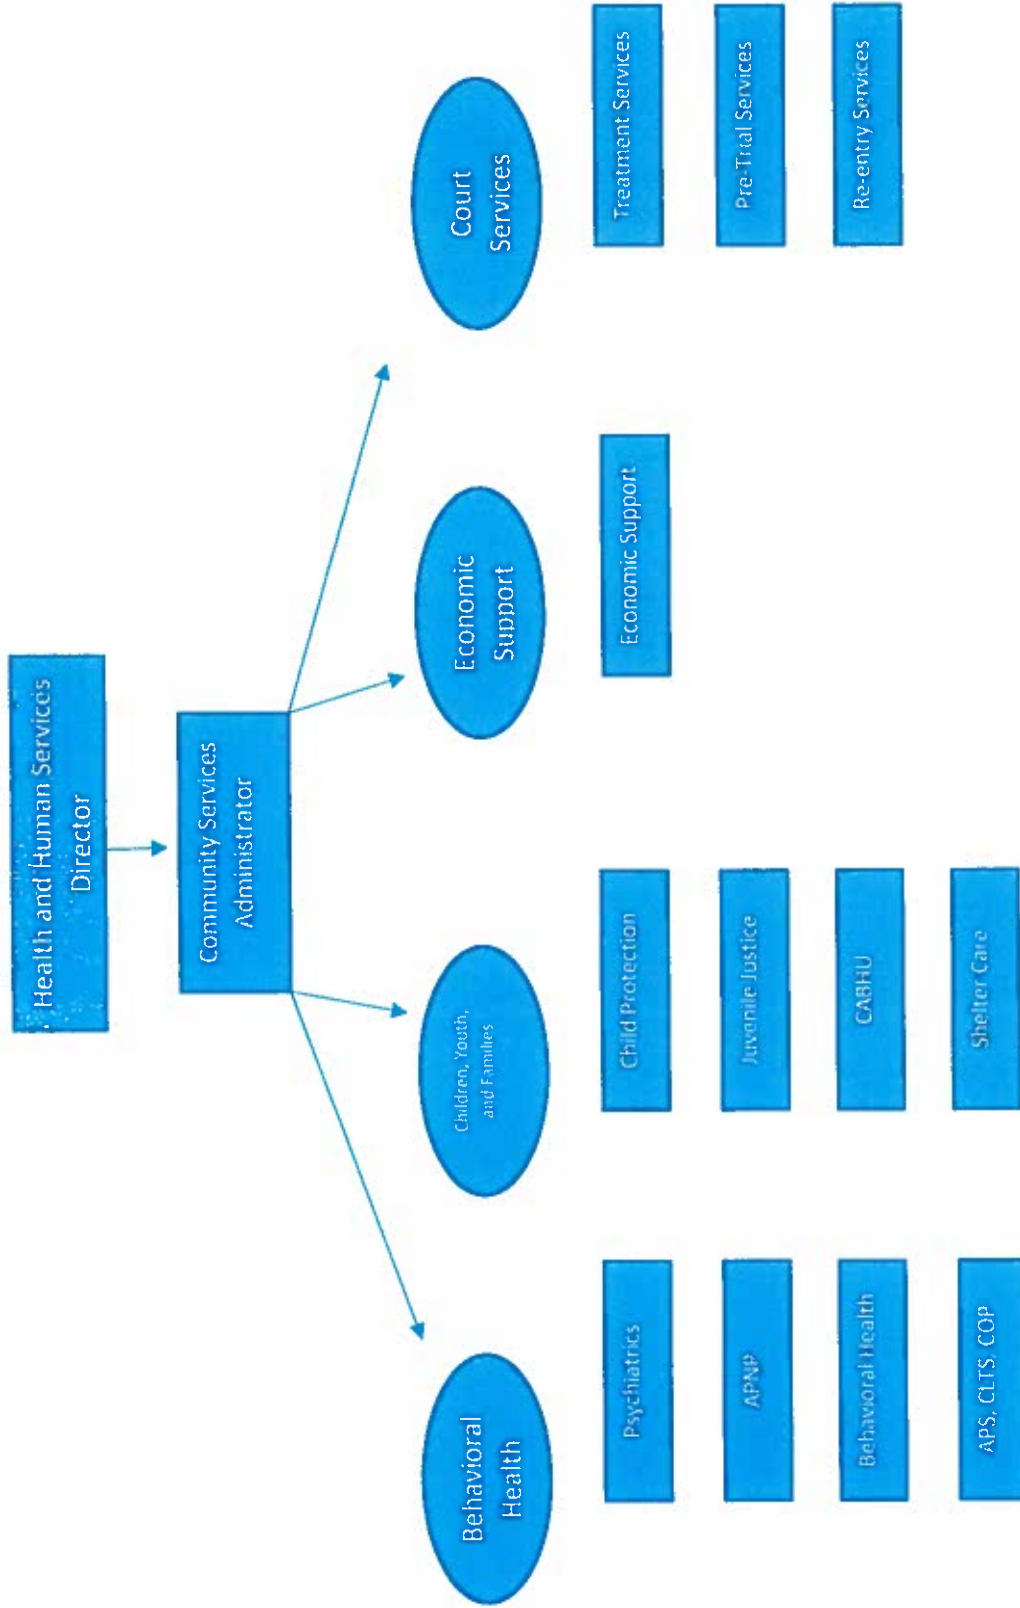 Health and Human Services
Director
Community Services
Administrator
Behavioral
Health
Children, Youth,
and Families
Economic
Support
Court
Services
Psychiatrics
APNP
Behavioral Health
APS, CLTS, COP
Child Protection
Juvenile Justice
CABHU
Shelter Care
Economic Support
Treatment Services
Pre-Trial Services
Re-entry Services